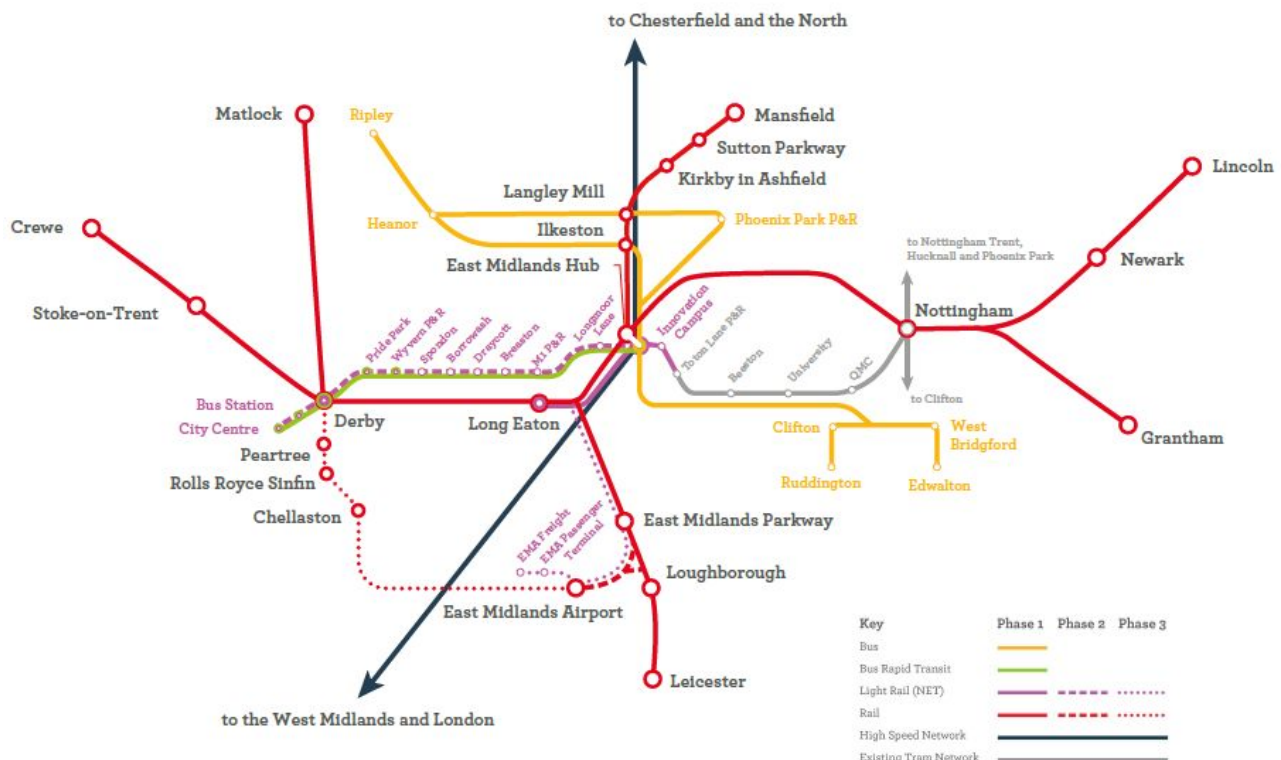 to Chesterfield and the North
Matlock
Ripley
Mansfield
Sutton Parkway
Kirkby in Ashfield
Lincoln
Langley Mill
Crewe
Heanor
Phoenix Park P&R
Ilkeston
to Nottingham Trent,
Hucknall and Phoenix Park
East Midlands Hub
Newark
Stoke-on-Trent
Nottingham
Pride Park
Wyvern P&R
Spondon
Borrowash
Draycott
Breaston
M1 P&R
Longmoor
Lane
Innovation
Campus
Toton Lane P&R
Beeston
University
QMC
to Clifton
Bus Station
City Centre
Derby
Long Eaton
Clifton
West
Bridgford
Grantham
Peartree
Rolls Royce Sinfin
Ruddington
Edwalton
Chellaston
East Midlands Parkway
EMA Freight
EMA Passenger
Terminal
Loughborough
East Midlands Airport
Leicester
to the West Midlands and London
Key Phase 1 Phase 2 Phase 3
Bus
Bus Rapid Transit
Light Rail (NET)
Rail
High Speed Network
Existing Tram Network